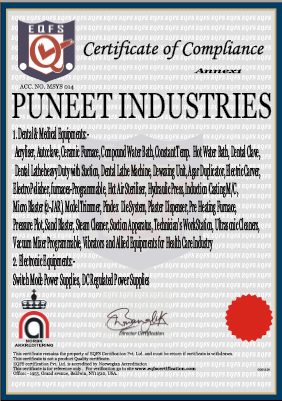 EQFS
Certificate of Compliance
Annex1
ACC. NO. MSYS 014
PUNEET INDUSTRIES
1. Dental & Medical Equipments:-
Acryliser, Autoclave, Ceramic Furnace, Compound Water Bath, Constant Temp. Hot Water Bath, Dental Clave,
Dental Lathe heavy Duty with Suction, Dental Lathe Machine, Dewaxing Unit, Agar Duplicator, Electric Carver,
Electro Polisher, furnaces-Programmable, Hot Air Steriliser, Hydraulic Press, Induction Casting M/C,
Micro Blaster (2-JAR), Model Trimmer, Pindex Die System, Plaster Dispenser, Pre Heating Furnace,
Pressure Plot, Sand Blaster, Steam Cleaner, Suction Apparatus, Technician's Work Station, Ultrasonic Cleaners,
Vacuum Mixer Programmable, Vibrators and Allied Equipments for Health Care industry
2. Electronic Equipments:-
Switch Mode Power Supplies, DC Regulated Power Supplies
NORSK
AKKREDITERING
Director Certification
This certificate remains the property of EQFS Certification Pvt. Ltd. and must be return if certificate is withdrawn.
This certificate is not a product Quality certificate.
EQFS certification Pvt. Ltd. is accredited by Norwegian Accreditation
This certificate is for reference only. For verification go to site www.eqfscertification.com